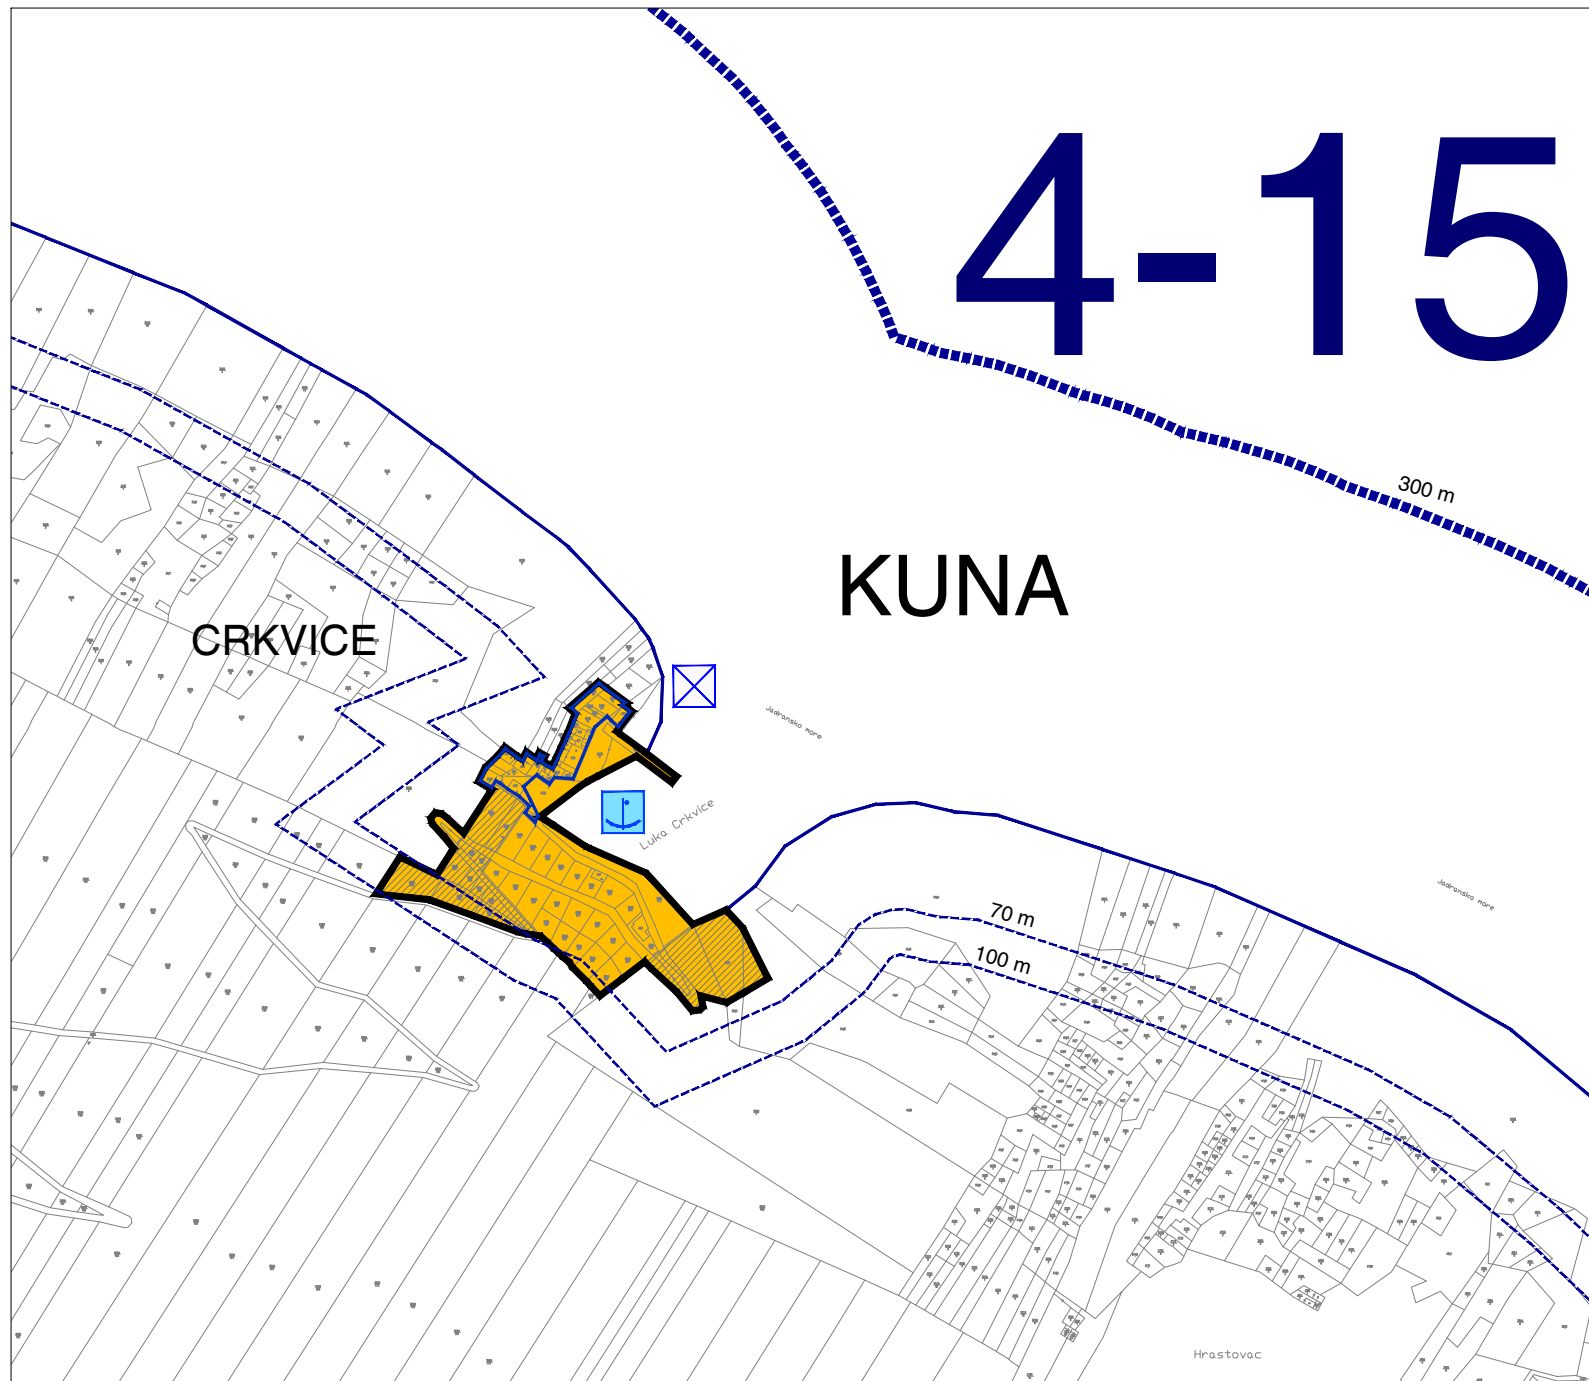 4-15
300 m
KUNA
CRKVICE
Jadransko more
Luka Crkvice
Jadransko more
70 m
100 m
Hrastovac